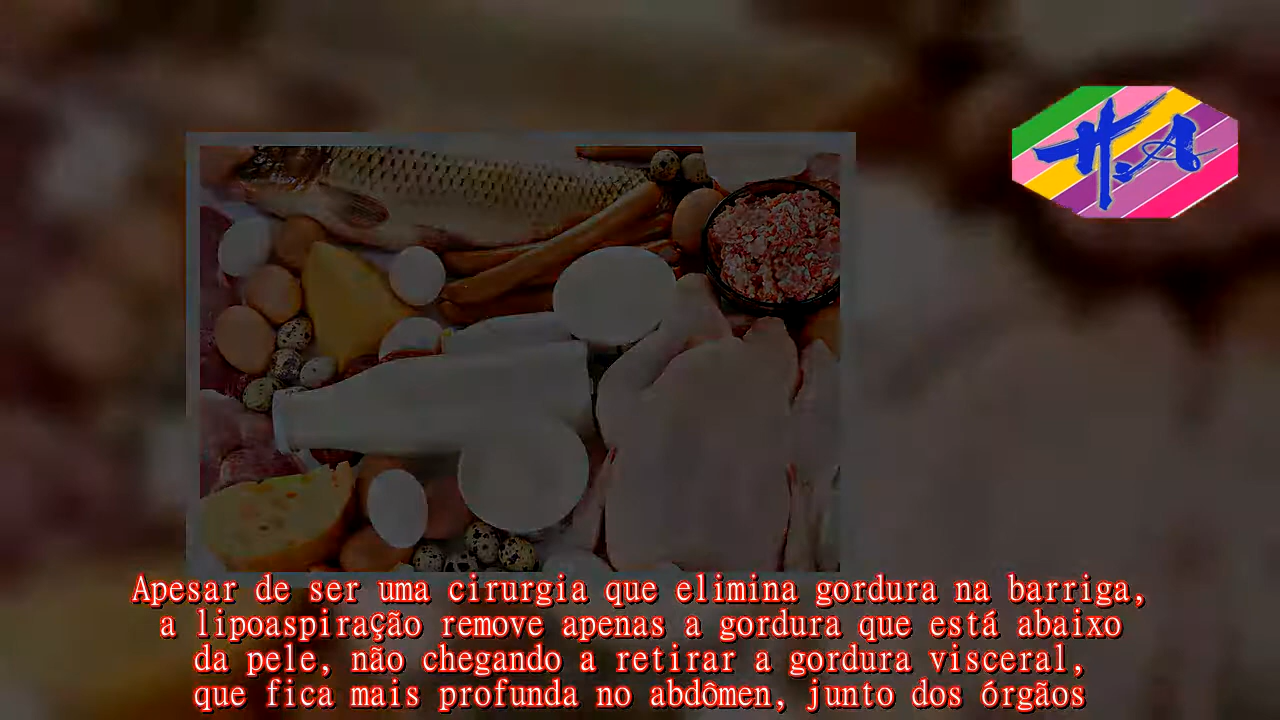 H.A
Apesar de ser uma cirurgia que elimina gordura na barriga,
a lipoaspiração remove apenas a gordura que está abaixo
da pele, não chegando a retirar a gordura visceral,
que fica mais profunda no abdômen, junto dos órgãos